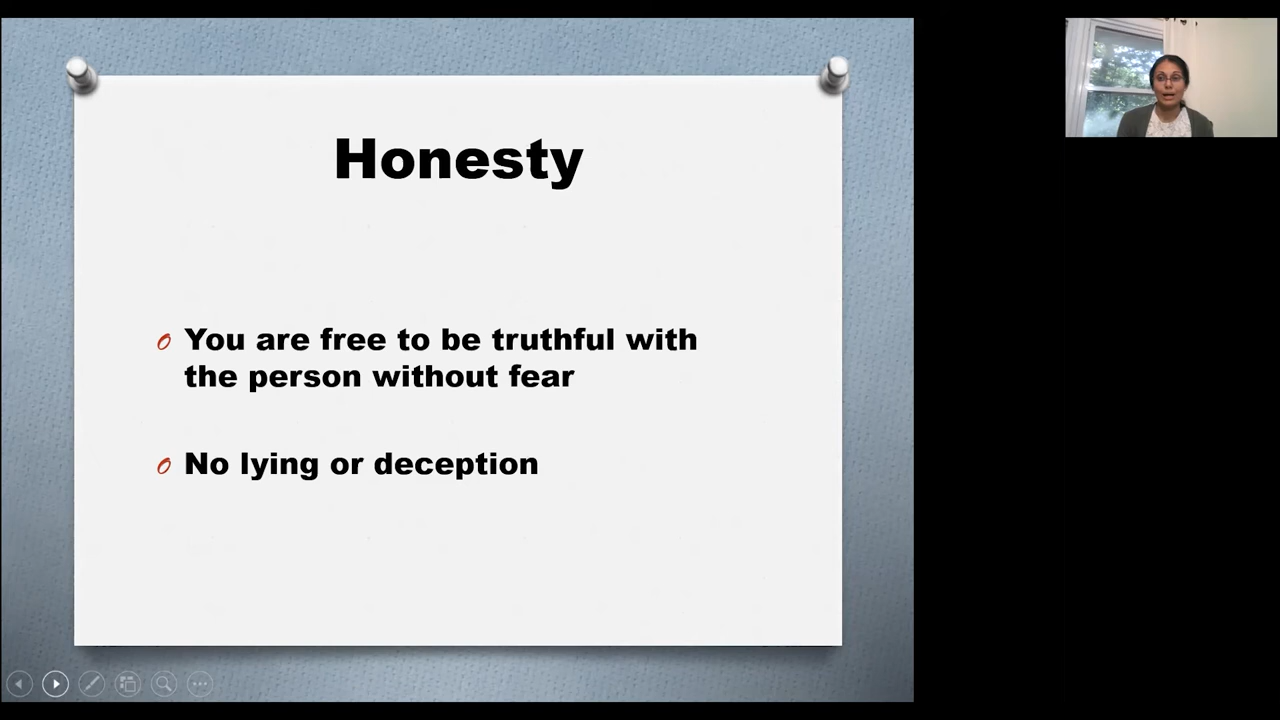 Honesty
You are free to be truthful with
the person without fear
No lying or deception